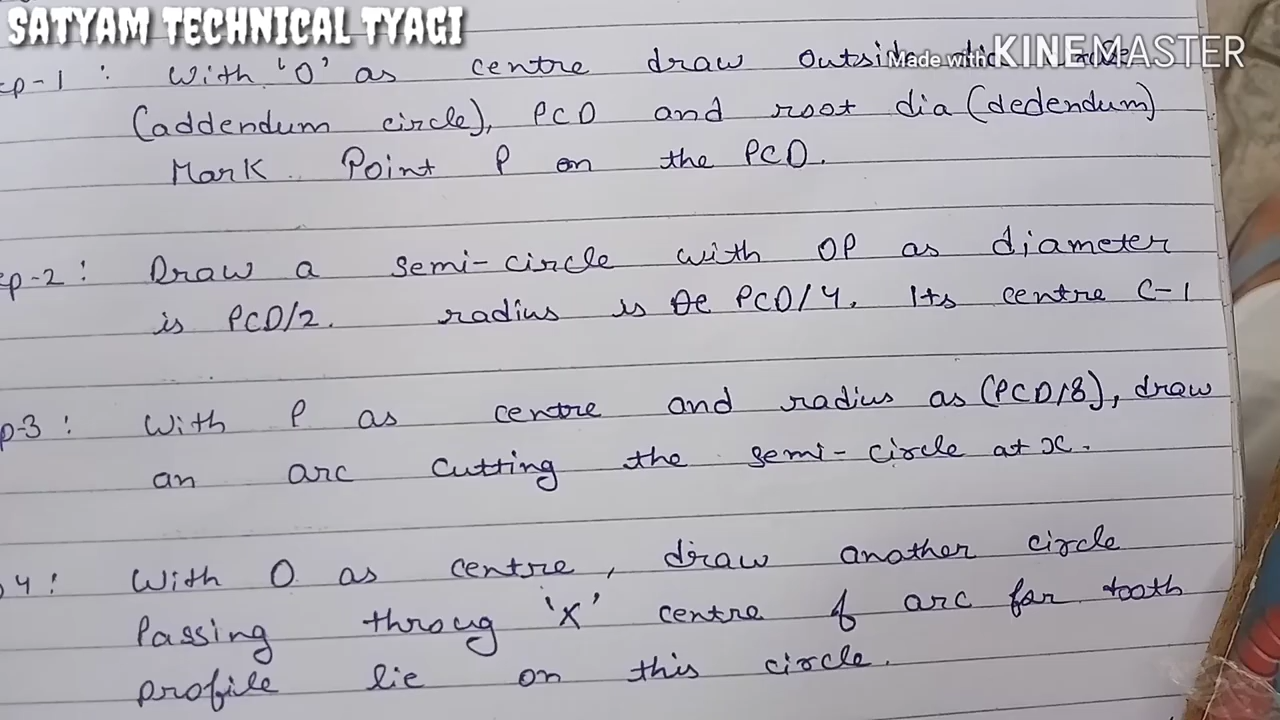 SATYAM TECHNICAL TYAGI
Made with KINEMASTER
ep-1 : With 'O' as centre draw outside
(addendum circle), PCD and root dia (dedendum)
Mark Point P on the PCD.
ep-2 : Draw a semi-circle with OP as diameter
is PCD/2. radius is PCD/4. Its centre C-1
p-3 : With P as centre and radius as (PCD/8), draw
an arc cutting the semi-circle at x.
4 : With O as centre, draw another circle
Passing throug 'X' centre of arc for tooth
profile lie on this circle.